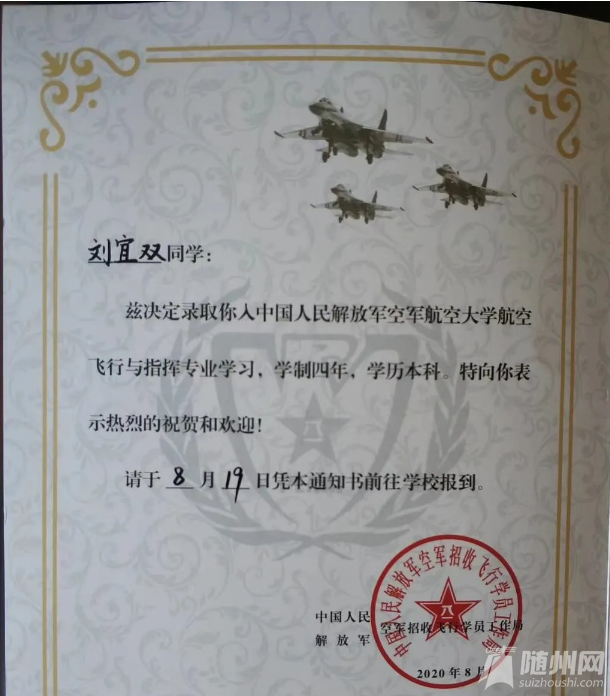 刘宜双同学：
兹决定录取你入中国人民解放军空军航空大学航空
飞行与指挥专业学习，学制四年，学历本科。特向你表
示热烈的祝贺和欢迎！
请于 8 月 19 日凭本通知书前往学校报到。
中国人民解放军空军招收飞行学员工作局
八一
中国人民
解放军
空军招收飞行学员工作局
2020年8月
随州网
suizhoushi.com